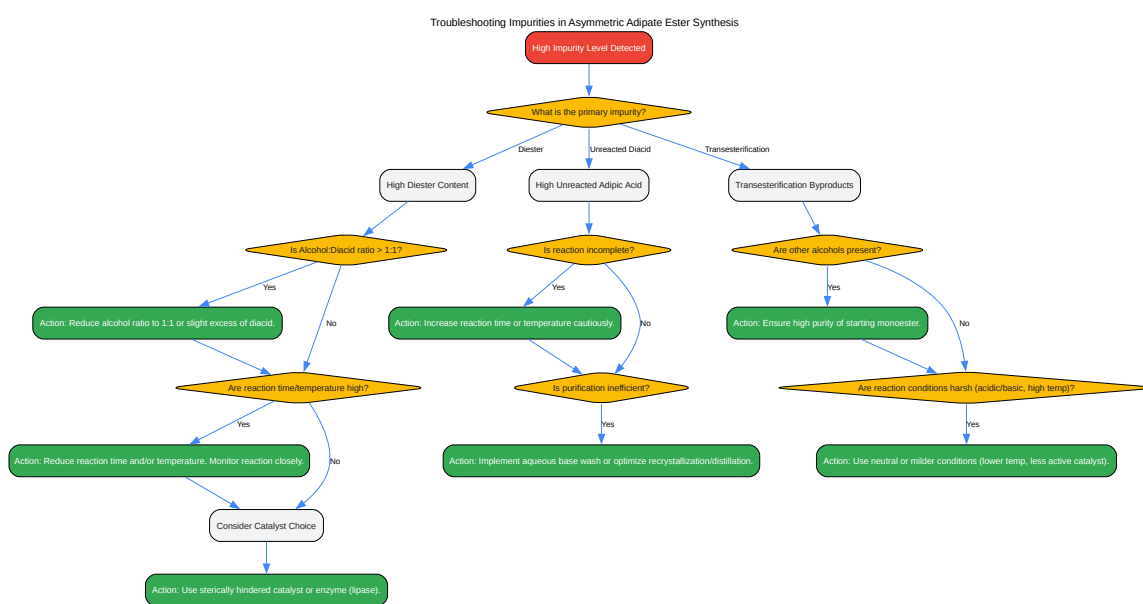 Troubleshooting Impurities in Asymmetric Adipate Ester Synthesis
High Impurity Level Detected
What is the primary impurity?
Diester
Unreacted Diacid
Transesterification
High Diester Content
High Unreacted Adipic Acid
Transesterification Byproducts
Is Alcohol:Diacid ratio > 1:1?
Is reaction incomplete?
Are other alcohols present?
Yes
Yes
Yes
Action: Reduce alcohol ratio to 1:1 or slight excess of diacid.
No
Action: Increase reaction time or temperature cautiously.
No
Action: Ensure high purity of starting monoester.
No
Are reaction time/temperature high?
Is purification inefficient?
Are reaction conditions harsh (acidic/basic, high temp)?
Yes
Yes
Yes
Action: Reduce reaction time and/or temperature. Monitor reaction closely.
No
Action: Implement aqueous base wash or optimize recrystallization/distillation.
Action: Use neutral or milder conditions (lower temp, less active catalyst).
Consider Catalyst Choice
Action: Use sterically hindered catalyst or enzyme (lipase).